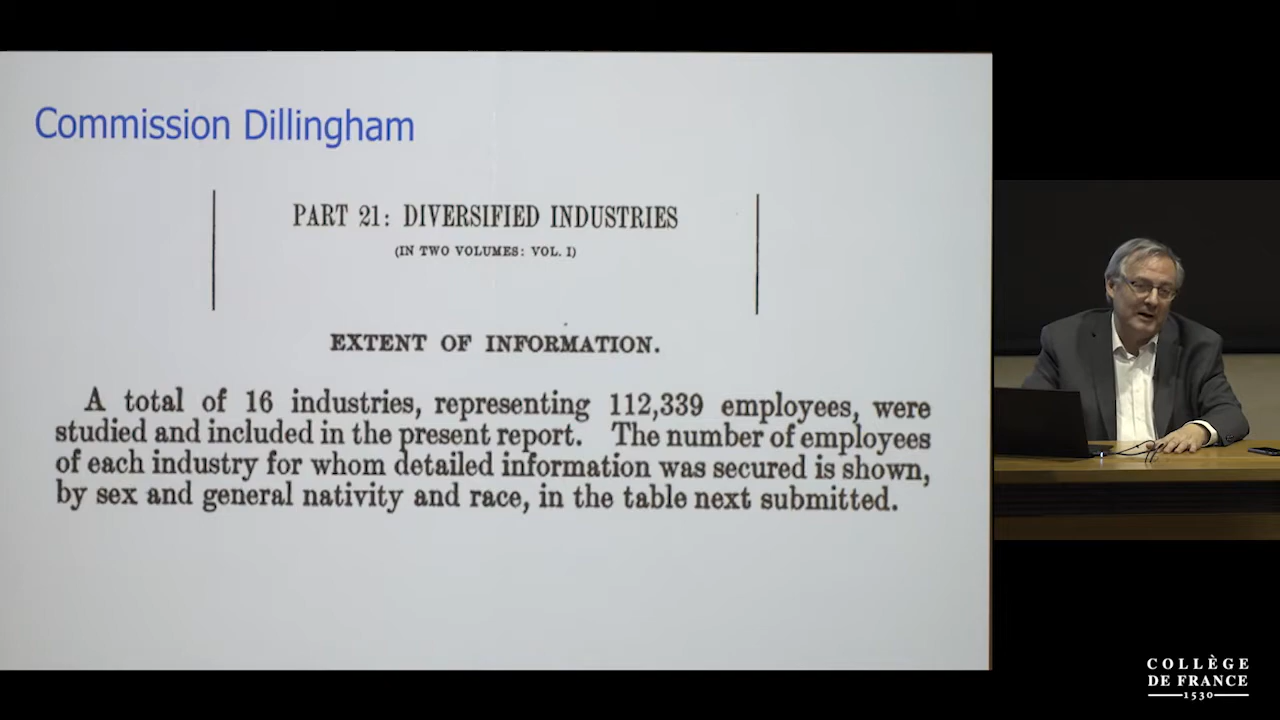 Commission Dillingham
PART 21: DIVERSIFIED INDUSTRIES
(IN TWO VOLUMES: VOL. I)
EXTENT OF INFORMATION.
A total of 16 industries, representing 112,339 employees, were
studied and included in the present report. The number of employees
of each industry for whom detailed information was secured is shown,
by sex and general nativity and race, in the table next submitted.
COLLÈGE
DE FRANCE
1530